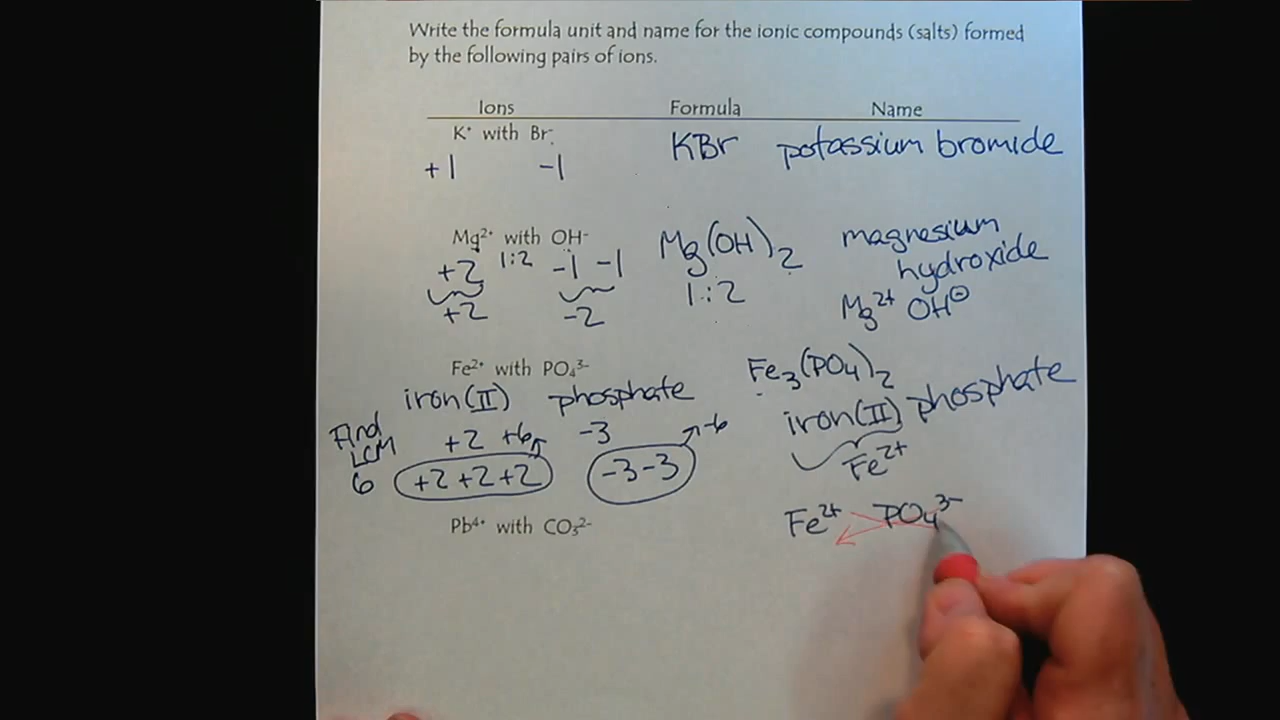 Write the formula unit and name for the ionic compounds (salts) formed
by the following pairs of ions.
Ions Formula Name
K⁺ with Br⁻ KBr potassium bromide
+1 -1
Mg²⁺ with OH⁻ Mg(OH)₂ magnesium
+2 1:2 -1 -1 hydroxide
+2 -2 1:2 Mg²⁺ OH⁻
Fe²⁺ with PO₄³⁻ Fe₃(PO₄)₂
iron(II) phosphate iron(II) phosphate
Find +2 +6 -3 -6
LCM Fe²⁺
6 +2 +2 +2 -3 -3
Pb⁴⁺ with CO₃²⁻ Fe²⁺ PO₄³⁻